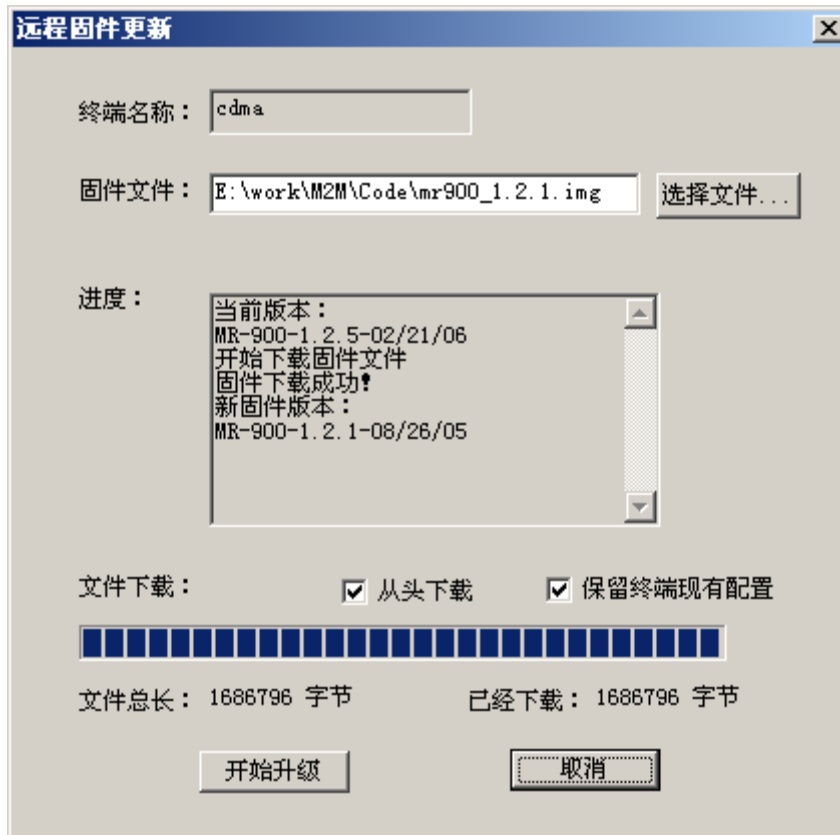 远程固件更新
终端名称： cdma
固件文件： E:\work\M2M\Code\mr900_1.2.1.img 选择文件...
进度：
当前版本：
MR-900-1.2.5-02/21/06
开始下载固件文件
固件下载成功!
新固件版本：
MR-900-1.2.1-08/26/05
文件下载： 从头下载 保留终端现有配置
文件总长： 1686796 字节 已经下载： 1686796 字节
开始升级 取消